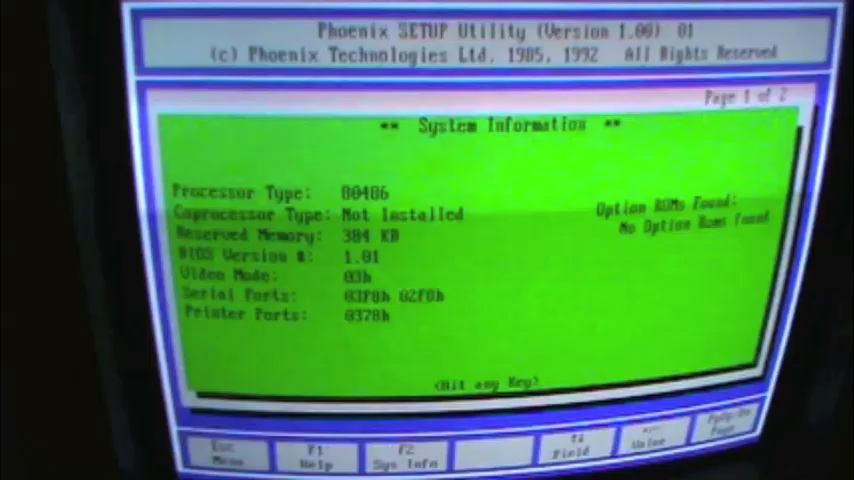 Phoenix SETUP Utility (Version 1.00) 01
(c) Phoenix Technologies Ltd, 1985, 1992 All Rights Reserved
Page 1 of 2
** System Information **
Processor Type: 80486
Coprocessor Type: Not Installed
Reserved Memory: 384 KB
BIOS Version #: 1.01
Video Mode: 03h
Serial Ports: 03F8h 02F8h
Printer Ports: 0378h
Option ROMs Found:
No Option Roms Found
<Hit any Key>
Esc
Menu
F1
Help
F2
Sys Info
↑↓
Field
Value
PgUp/Dn
Page